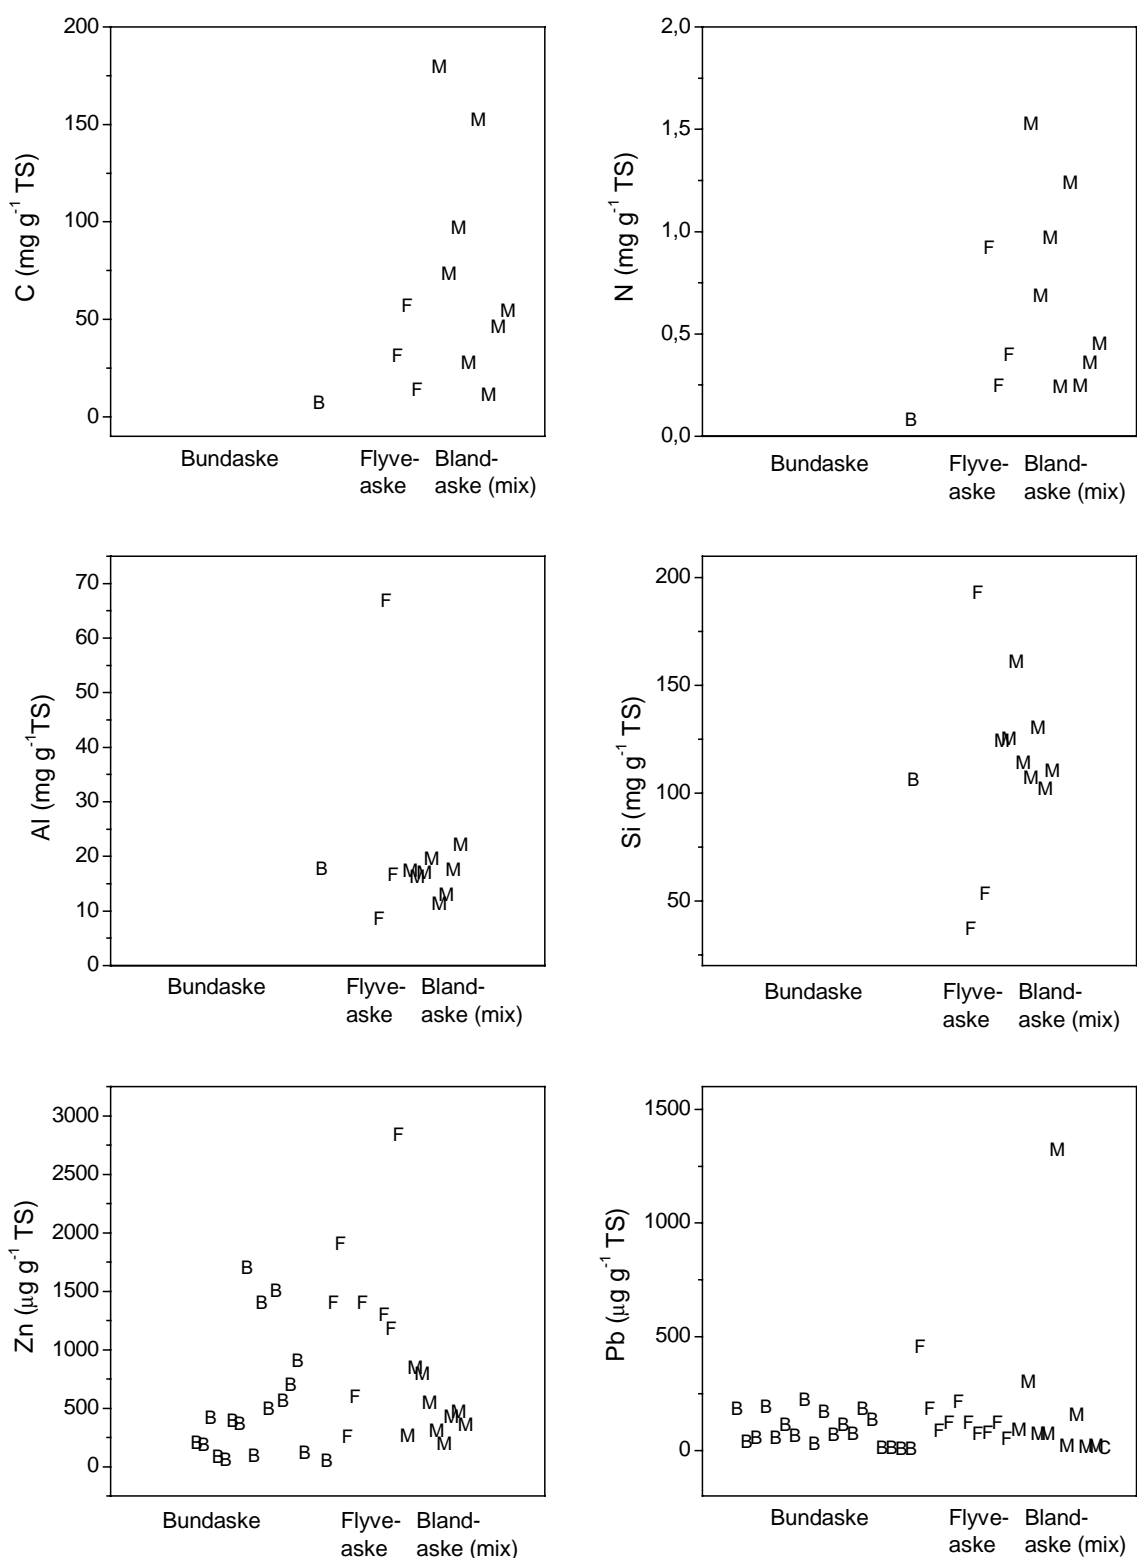 200
150
100
50
0
C (mg g⁻¹ TS)
B F F F M M M M M M M M
Bundaske
Flyve-
aske
Bland-
aske (mix)
2,0
1,5
1,0
0,5
0,0
N (mg g⁻¹ TS)
B F F F M M M M M M M M
Bundaske
Flyve-
aske
Bland-
aske (mix)
70
60
50
40
30
20
10
0
Al (mg g⁻¹TS)
B F F F M M M M M M M M
Bundaske
Flyve-
aske
Bland-
aske (mix)
200
150
100
50
Si (mg g⁻¹ TS)
B F F F M M M M M M M M
Bundaske
Flyve-
aske
Bland-
aske (mix)
3000
2500
2000
1500
1000
500
0
Zn (μg g⁻¹ TS)
B B B B B B B B B B B B B B B B B F F F F F F F F M M M M M M M M M
Bundaske
Flyve-
aske
Bland-
aske (mix)
1500
1000
500
0
Pb (μg g⁻¹ TS)
B B B B B B B B B B B B B B B B B B B F F F F F F F F F F M M M M M M M M M C
Bundaske
Flyve-
aske
Bland-
aske (mix)